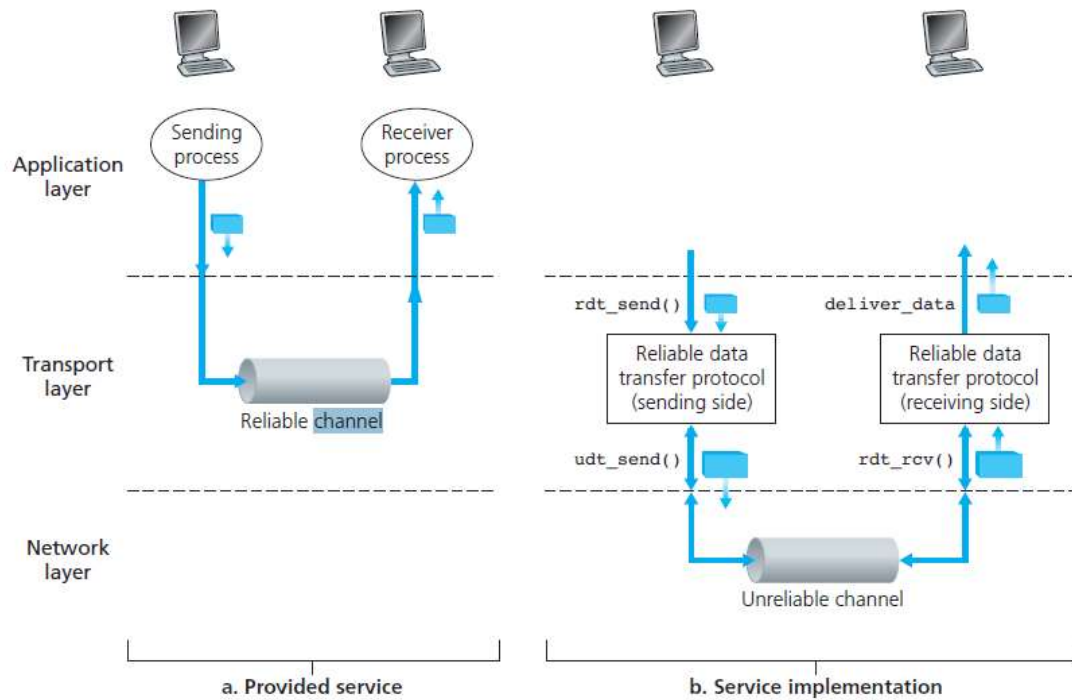 Application
layer
Sending
process
Receiver
process
Transport
layer
Reliable channel
Network
layer
a. Provided service
rdt_send()
deliver_data
Reliable data
transfer protocol
(sending side)
Reliable data
transfer protocol
(receiving side)
udt_send()
rdt_rcv()
Unreliable channel
b. Service implementation